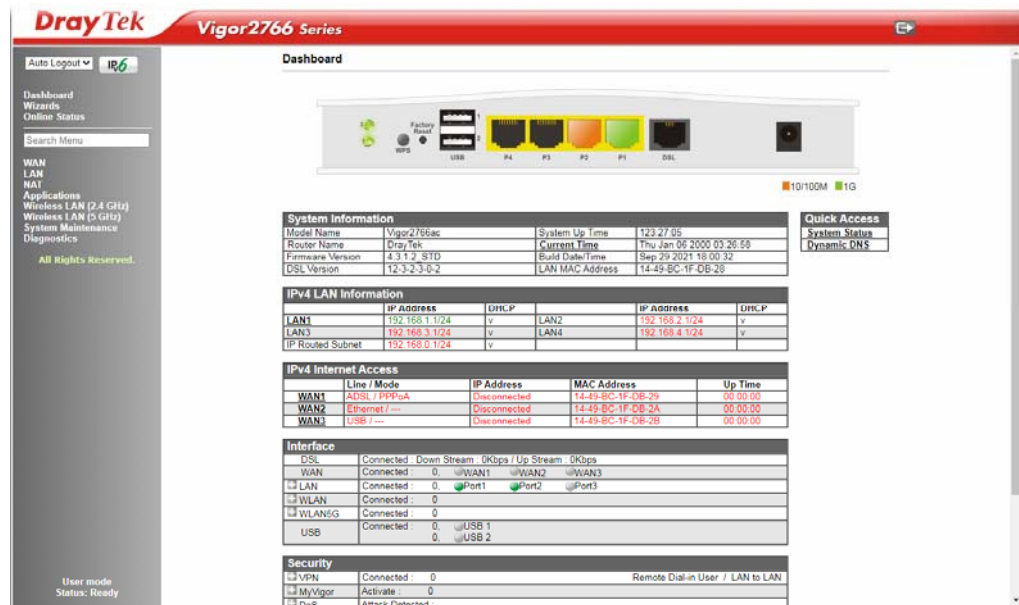 DrayTek Vigor2766 Series
Auto Logout IPv6
Dashboard
Wizards
Online Status
Search Menu
WAN
LAN
NAT
Applications
Wireless LAN (2.4 GHz)
Wireless LAN (5 GHz)
System Maintenance
Diagnostics
All Rights Reserved.
User mode
Status: Ready
Dashboard
Factory Reset
WPS
1
2
USB P4 P3 P2 P1 DSL
10/100M 1G
System Information
Model Name Vigor2766ac System Up Time 123:27:05
Router Name DrayTek Current Time Thu Jan 06 2000 03:26:58
Firmware Version 4.3.1.2_STD Build Date/Time Sep 29 2021 18:00:32
DSL Version 12-3-2-3-0-2 LAN MAC Address 14-49-BC-1F-DB-28
Quick Access
System Status
Dynamic DNS
IPv4 LAN Information
IP Address DHCP IP Address DHCP
LAN1 192.168.1.1/24 v LAN2 192.168.2.1/24 v
LAN3 192.168.3.1/24 v LAN4 192.168.4.1/24 v
IP Routed Subnet 192.168.0.1/24 v
IPv4 Internet Access
Line / Mode IP Address MAC Address Up Time
WAN1 ADSL / PPPoA Disconnected 14-49-BC-1F-DB-29 00:00:00
WAN2 Ethernet / --- Disconnected 14-49-BC-1F-DB-2A 00:00:00
WAN3 USB / --- Disconnected 14-49-BC-1F-DB-2B 00:00:00
Interface
DSL Connected : Down Stream : 0Kbps / Up Stream : 0Kbps
WAN Connected : 0, WAN1 WAN2 WAN3
LAN Connected : 0, Port1 Port2 Port3
WLAN Connected : 0
WLAN5G Connected : 0
USB Connected : 0, USB 1
0, USB 2
Security
VPN Connected : 0 Remote Dial-in User / LAN to LAN
MyVigor Activate : 0
DoS Attack Detected :